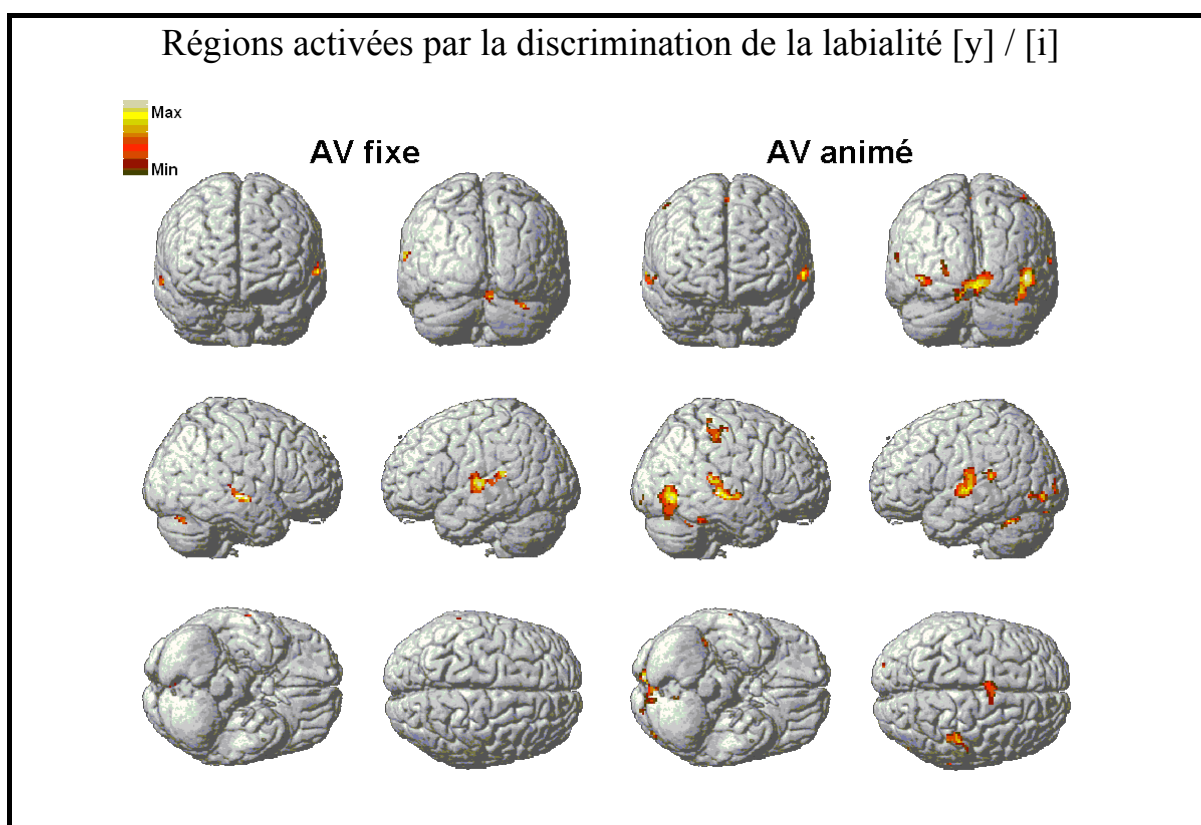 Régions activées par la discrimination de la labialité [y] / [i]
Max
Min
AV fixe
AV animé